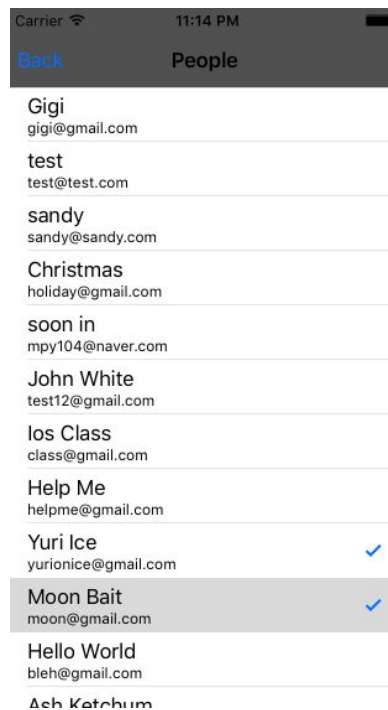 Carrier 11:14 PM
Back People
Gigi
gigi@gmail.com
test
test@test.com
sandy
sandy@sandy.com
Christmas
holiday@gmail.com
soon in
mpy104@naver.com
John White
test12@gmail.com
Ios Class
class@gmail.com
Help Me
helpme@gmail.com
Yuri Ice
yurionice@gmail.com
Moon Bait
moon@gmail.com
Hello World
bleh@gmail.com
Ash Ketchum